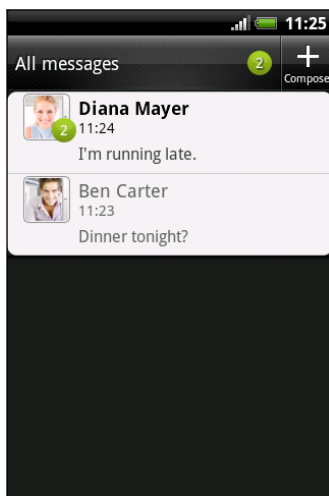 11:25
All messages
2
Compose
Diana Mayer
2
11:24
I'm running late.
Ben Carter
11:23
Dinner tonight?